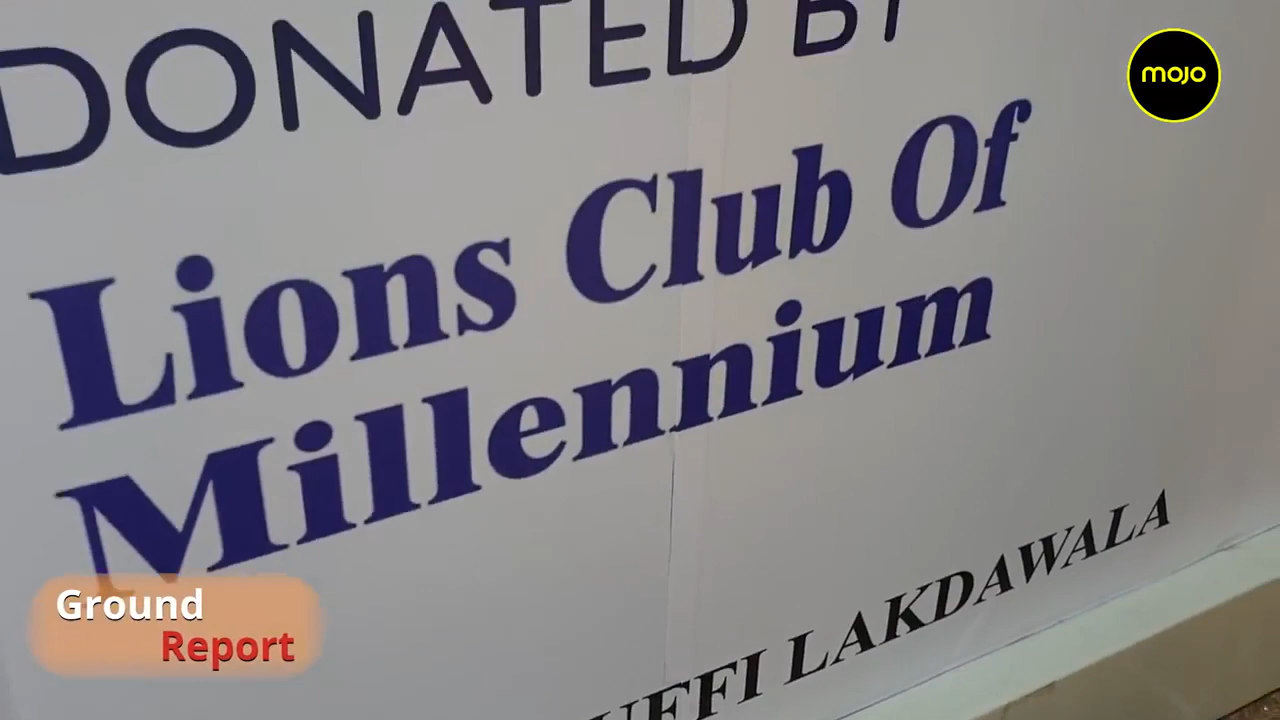 DONATED BY
Lions Club Of
Millennium
LAKDAWALA
mojo
Ground
Report